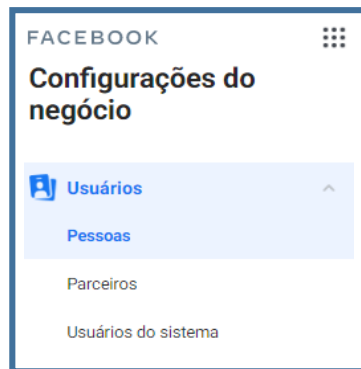 FACEBOOK
Configurações do
negócio
Usuários
Pessoas
Parceiros
Usuários do sistema